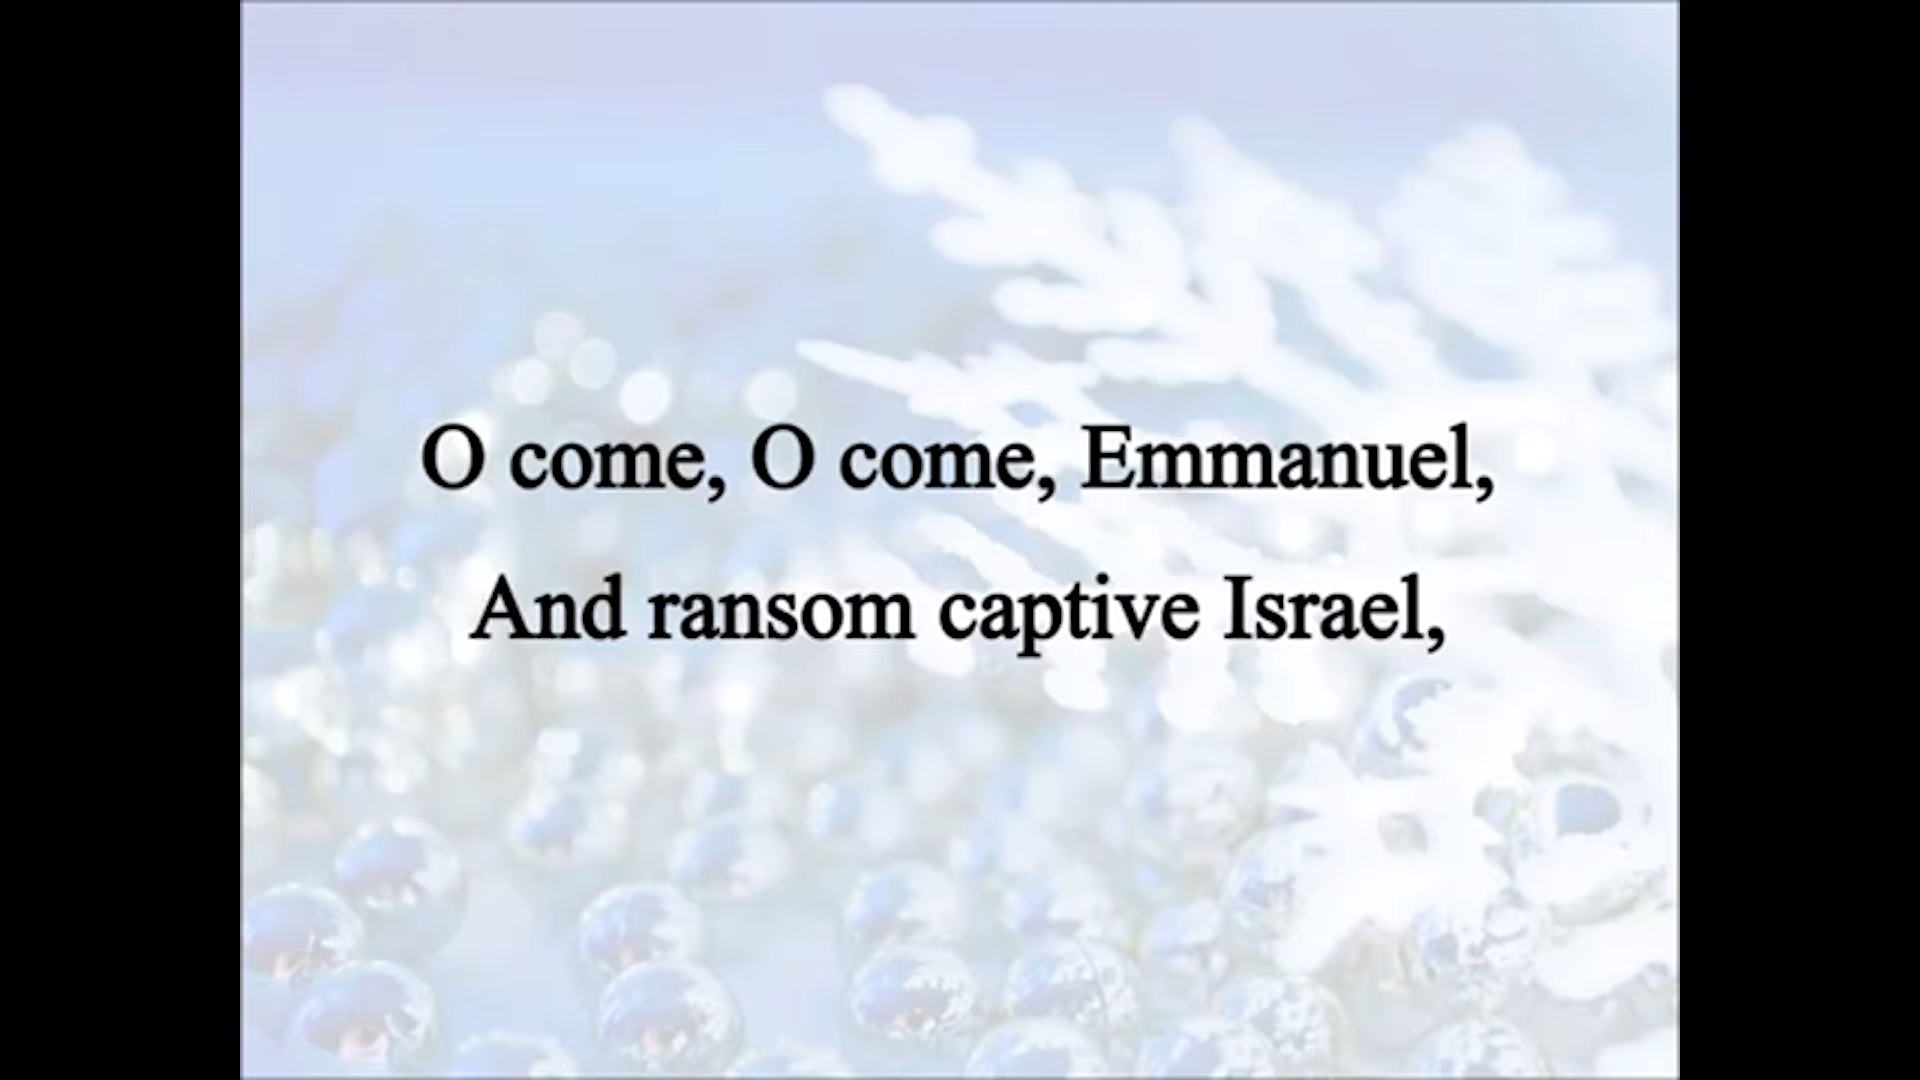 O come, O come, Emmanuel,
And ransom captive Israel,